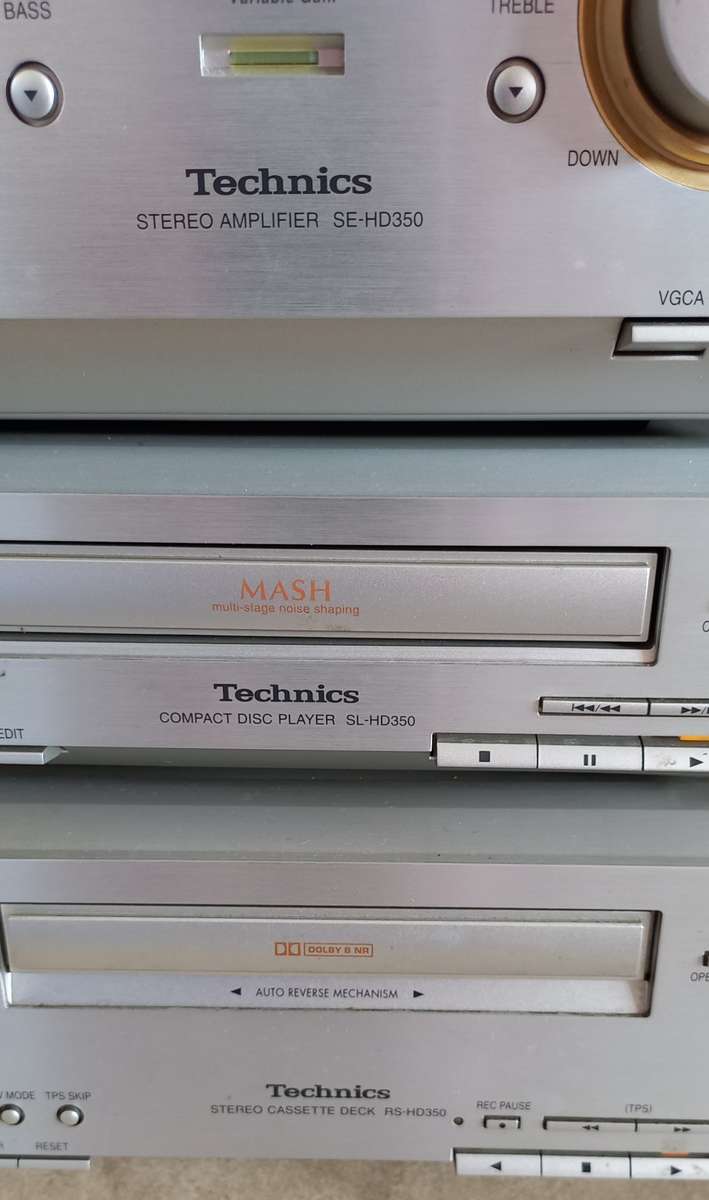 BASS
TREBLE
DOWN
Technics
STEREO AMPLIFIER SE-HD350
VGCA
MASH
multi-stage noise shaping
Technics
COMPACT DISC PLAYER SL-HD350
EDIT
DOLBY B NR
AUTO REVERSE MECHANISM
Technics
STEREO CASSETTE DECK RS-HD350
MODE TPS SKIP
REC PAUSE
(TPS)
RESET